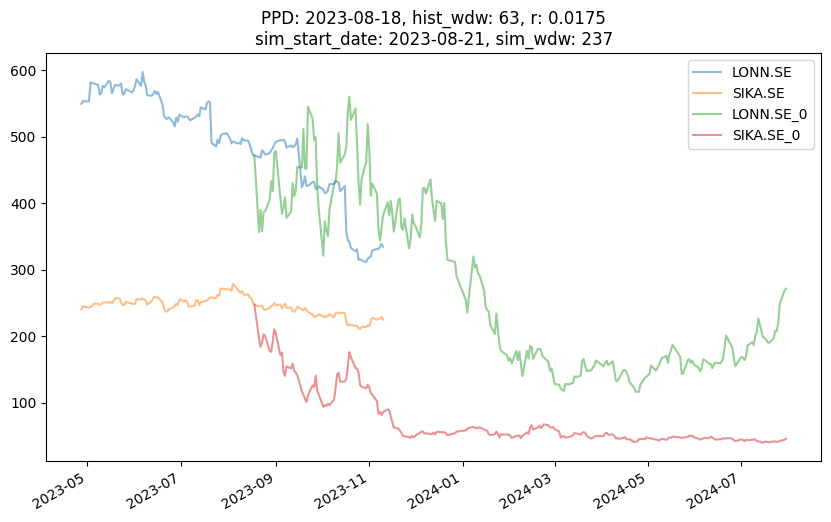 PPD: 2023-08-18, hist_wdw: 63, r: 0.0175
sim_start_date: 2023-08-21, sim_wdw: 237
LONN.SE
SIKA.SE
LONN.SE_0
SIKA.SE_0
600
500
400
300
200
100
2023-05
2023-07
2023-09
2023-11
2024-01
2024-03
2024-05
2024-07